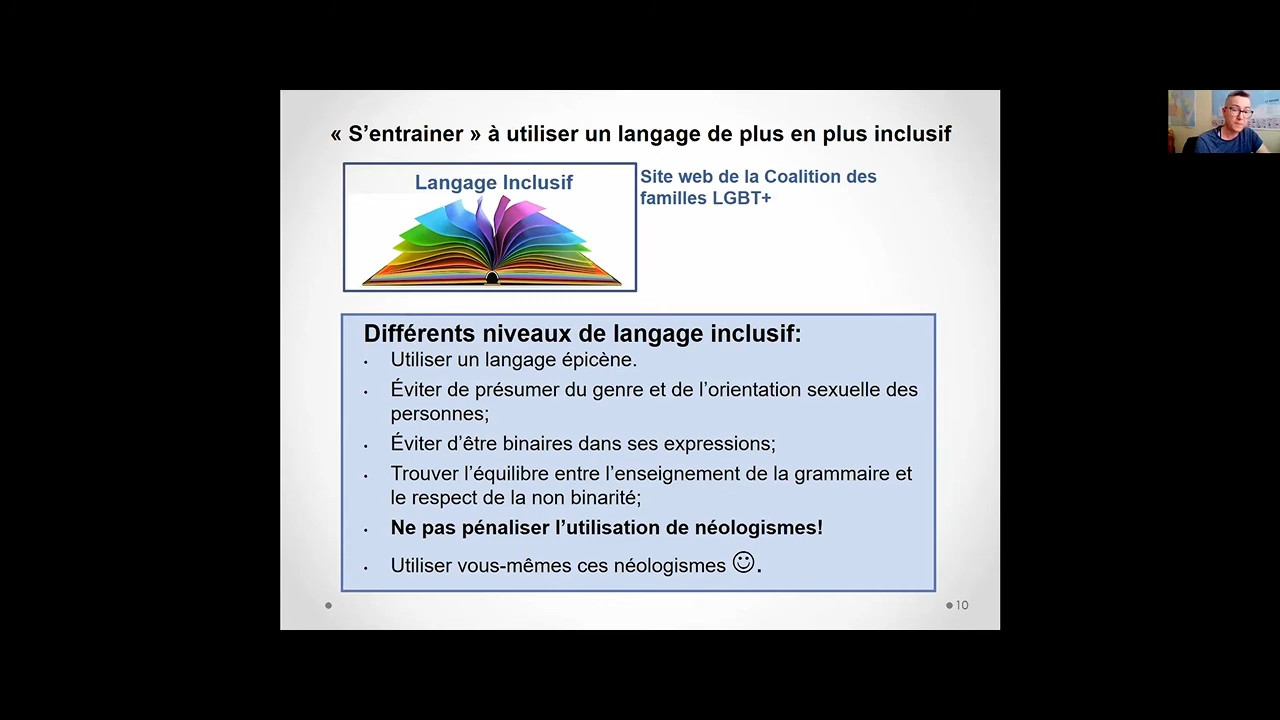 « S’entrainer » à utiliser un langage de plus en plus inclusif
Langage Inclusif
Site web de la Coalition des
familles LGBT+
Différents niveaux de langage inclusif:
• Utiliser un langage épicène.
• Éviter de présumer du genre et de l’orientation sexuelle des
personnes;
• Éviter d’être binaires dans ses expressions;
• Trouver l’équilibre entre l’enseignement de la grammaire et
le respect de la non binarité;
• Ne pas pénaliser l’utilisation de néologismes!
• Utiliser vous-mêmes ces néologismes ☺.
10